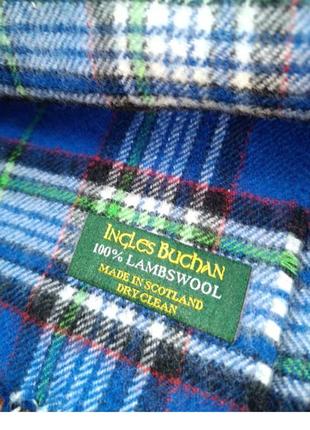 INGLES BUCHAN
100% LAMBSWOOL
MADE IN SCOTLAND
DRY CLEAN